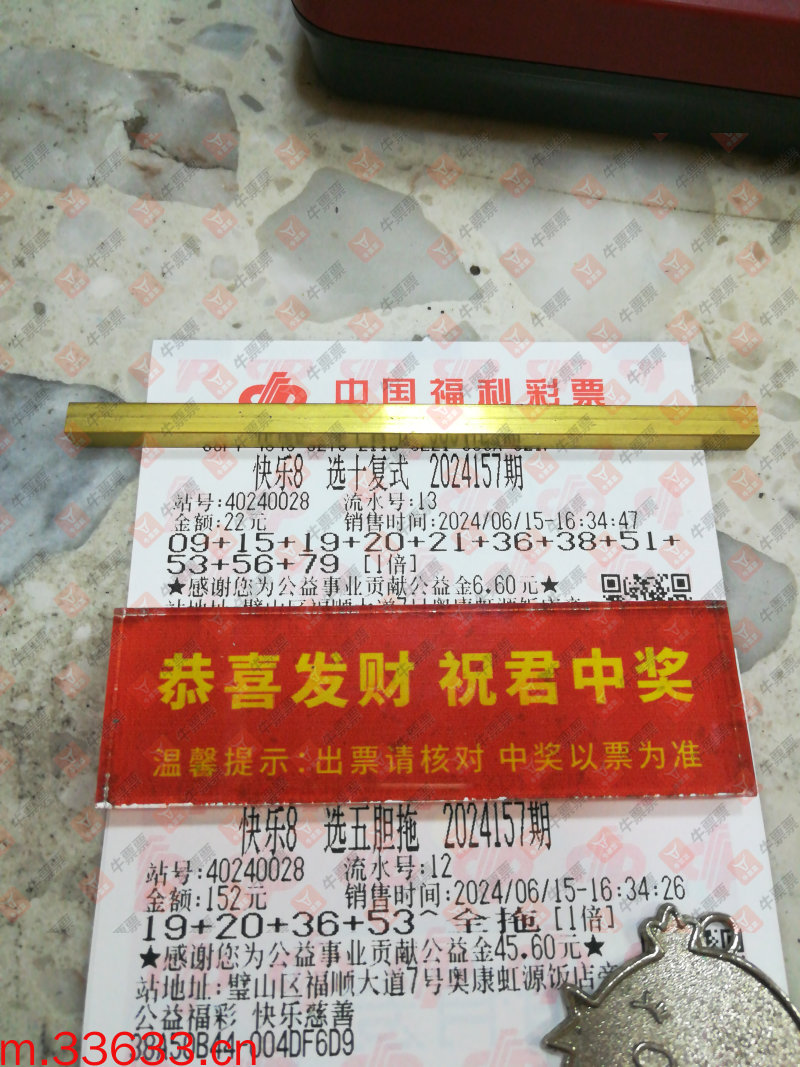 中国福利彩票
快乐8 选十复式 2024157期
站号:40240028 流水号:13
金额:22元 销售时间:2024/06/15-16:34:47
09+15+19+20+21+36+38+51+
53+56+79 [1倍]
★感谢您为公益事业贡献公益金6.60元★
恭喜发财 祝君中奖
温馨提示:出票请核对 中奖以票为准
快乐8 选五胆拖 2024157期
站号:40240028 流水号:12
金额:152元 销售时间:2024/06/15-16:34:26
19+20+36+53^全拖 [1倍]
★感谢您为公益事业贡献公益金45.60元★
站地址:璧山区福顺大道7号奥康虹源饭店旁
公益福彩 快乐慈善
004DF6D9
m.33633.cn
牛票票